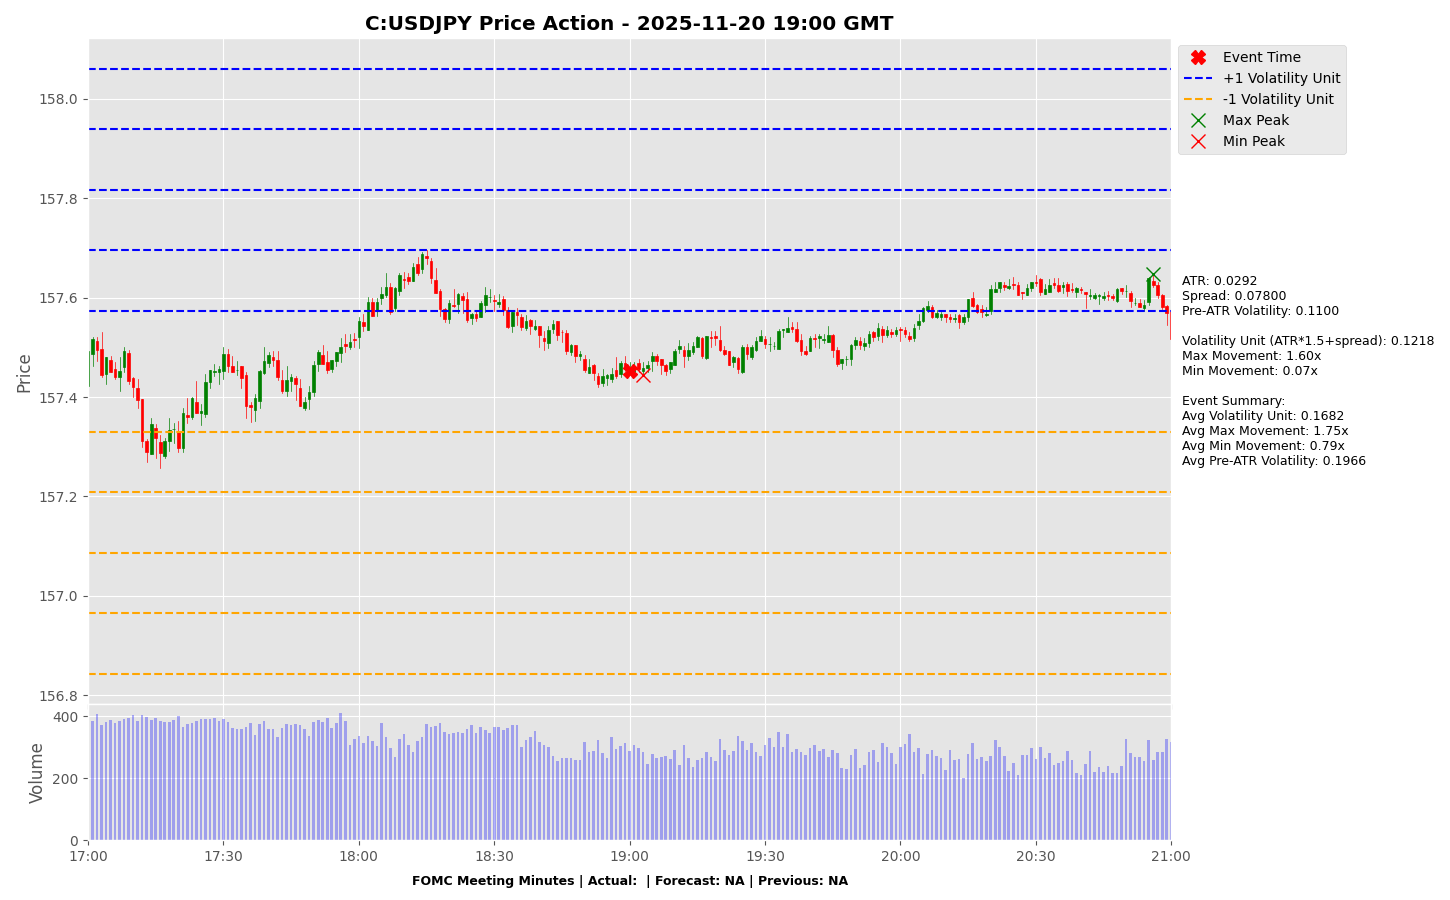 C:USDJPY Price Action - 2025-11-20 19:00 GMT
Event Time
+1 Volatility Unit
-1 Volatility Unit
Max Peak
Min Peak
158.0
157.8
157.6
157.4
157.2
157.0
156.8
Price
ATR: 0.0292
Spread: 0.07800
Pre-ATR Volatility: 0.1100
Volatility Unit (ATR*1.5+spread): 0.1218
Max Movement: 1.60x
Min Movement: 0.07x
Event Summary:
Avg Volatility Unit: 0.1682
Avg Max Movement: 1.75x
Avg Min Movement: 0.79x
Avg Pre-ATR Volatility: 0.1966
400
200
0
Volume
17:00 17:30 18:00 18:30 19:00 19:30 20:00 20:30 21:00
FOMC Meeting Minutes | Actual:  | Forecast: NA | Previous: NA